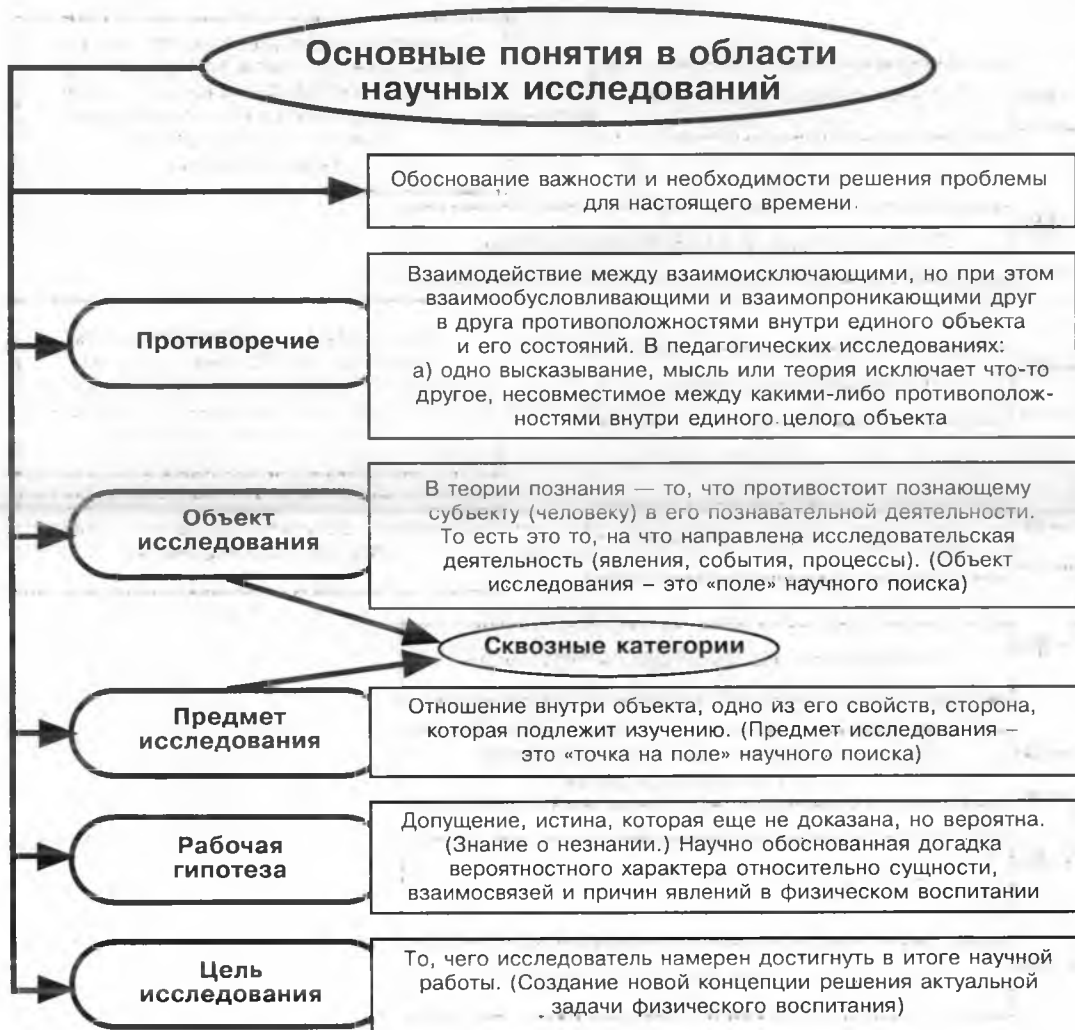 Основные понятия в области
научных исследований
Обоснование важности и необходимости решения проблемы
для настоящего времени
Противоречие
Взаимодействие между взаимоисключающими, но при этом
взаимообусловливающими и взаимопроникающими друг
в друга противоположностями внутри единого объекта
и его состояний. В педагогических исследованиях:
а) одно высказывание, мысль или теория исключает что-то
другое, несовместимое между какими-либо противополож-
ностями внутри единого целого объекта
Объект
исследования
В теории познания — то, что противостоит познающему
субъекту (человеку) в его познавательной деятельности.
То есть это то, на что направлена исследовательская
деятельность (явления, события, процессы). (Объект
исследования – это «поле» научного поиска)
Сквозные категории
Предмет
исследования
Отношение внутри объекта, одно из его свойств, сторона,
которая подлежит изучению. (Предмет исследования –
это «точка на поле» научного поиска)
Рабочая
гипотеза
Допущение, истина, которая еще не доказана, но вероятна.
(Знание о незнании.) Научно обоснованная догадка
вероятностного характера относительно сущности,
взаимосвязей и причин явлений в физическом воспитании
Цель
исследования
То, чего исследователь намерен достигнуть в итоге научной
работы. (Создание новой концепции решения актуальной
задачи физического воспитания)